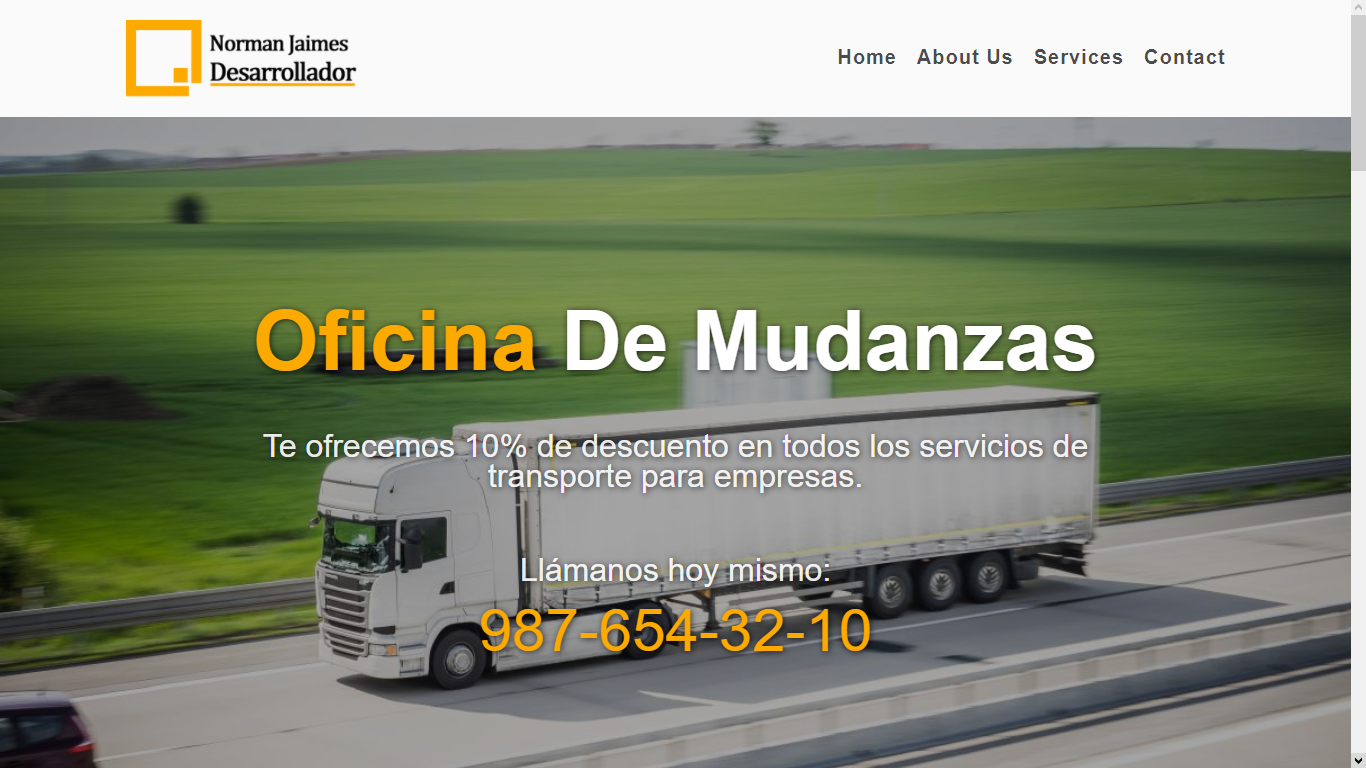 Norman Jaimes
Desarrollador
Home About Us Services Contact
Oficina De Mudanzas
Te ofrecemos 10% de descuento en todos los servicios de
transporte para empresas.
Llámanos hoy mismo:
987-654-32-10